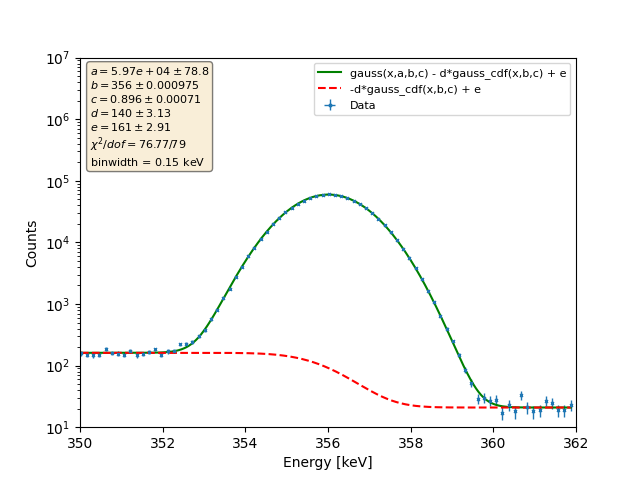 a = 5.97e + 04 ± 78.8
b = 356 ± 0.000975
c = 0.896 ± 0.00071
d = 140 ± 3.13
e = 161 ± 2.91
χ²/dof = 76.77/79
binwidth = 0.15 keV
gauss(x,a,b,c) - d*gauss_cdf(x,b,c) + e
-d*gauss_cdf(x,b,c) + e
Data
10⁷
10⁶
10⁵
10⁴
10³
10²
10¹
Counts
350 352 354 356 358 360 362
Energy [keV]